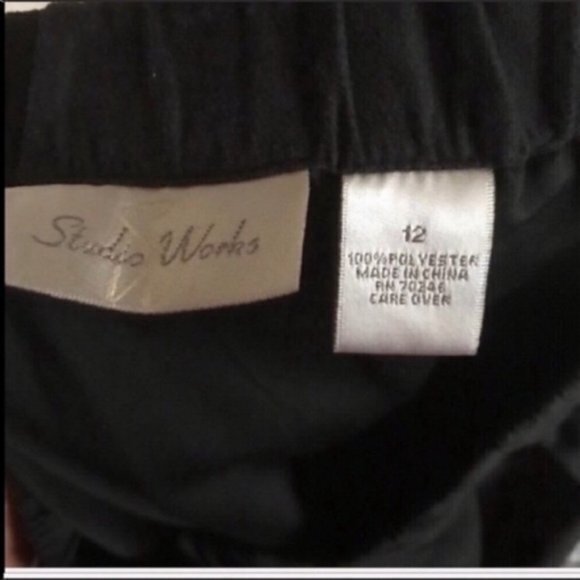 Studio Works
12
100% POLYESTER
MADE IN CHINA
RN 70246
CARE OVER